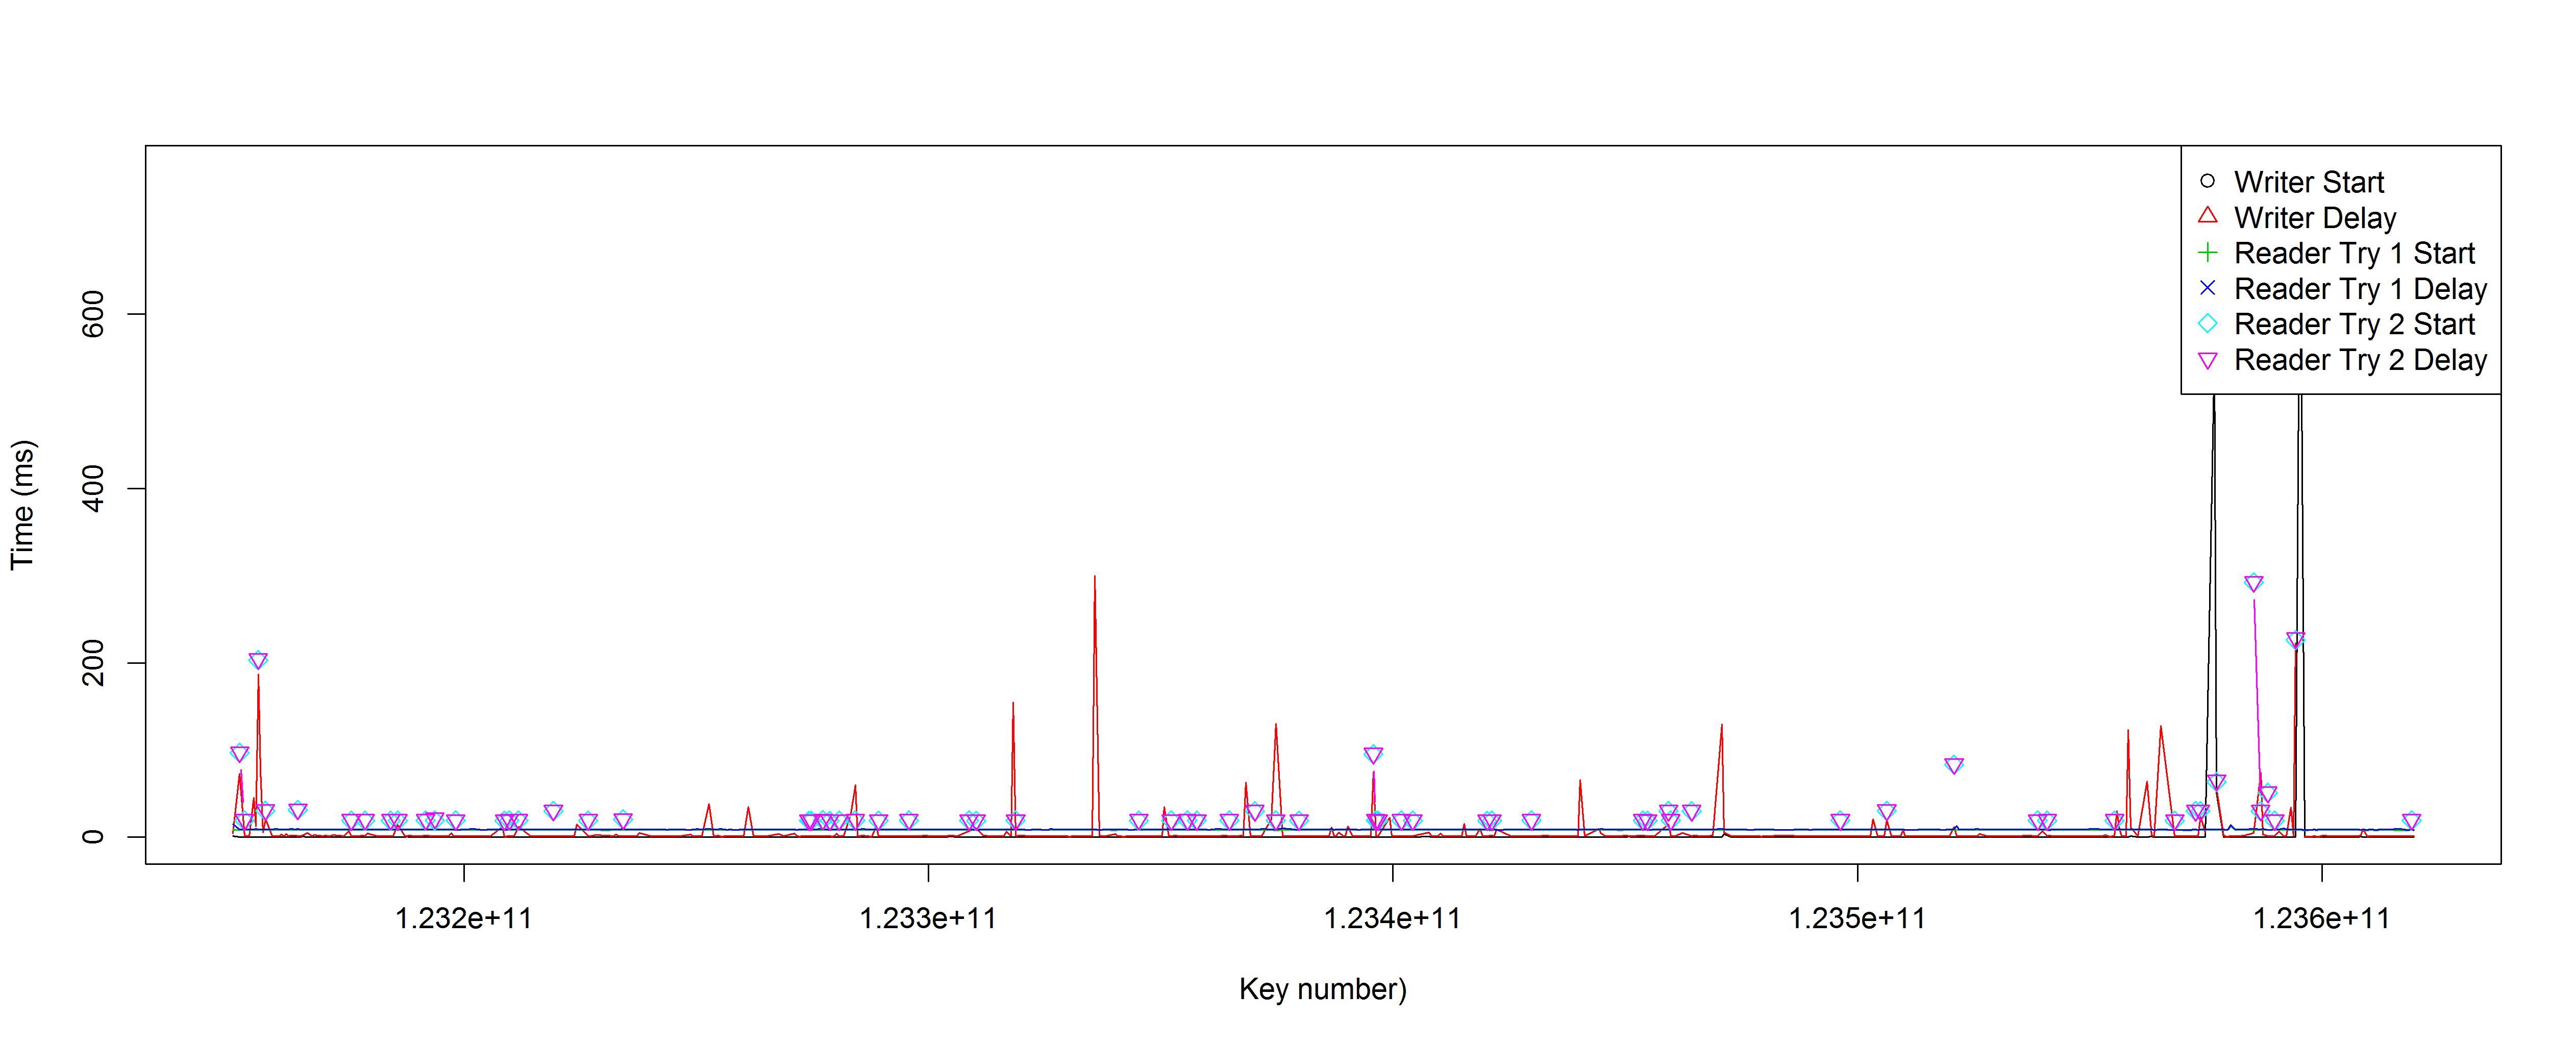 Writer Start
Writer Delay
Reader Try 1 Start
Reader Try 1 Delay
Reader Try 2 Start
Reader Try 2 Delay
600
400
200
0
Time (ms)
1.232e+11 1.233e+11 1.234e+11 1.235e+11 1.236e+11
Key number)